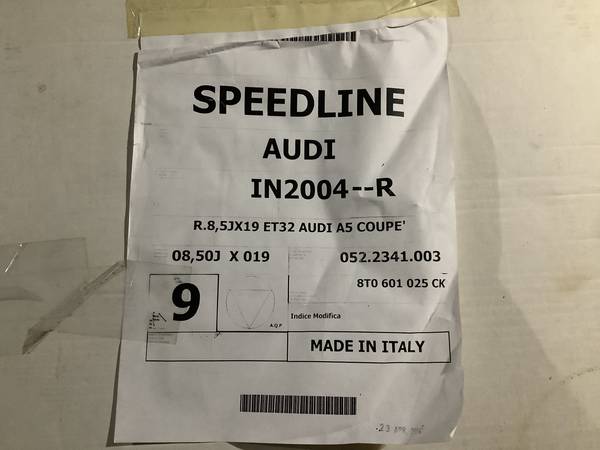 SPEEDLINE
AUDI
IN2004--R
R.8,5JX19 ET32 AUDI A5 COUPE'
08,50J X 019 052.2341.003
8T0 601 025 CK
9
A.Q.P
Indice Modifica
MADE IN ITALY